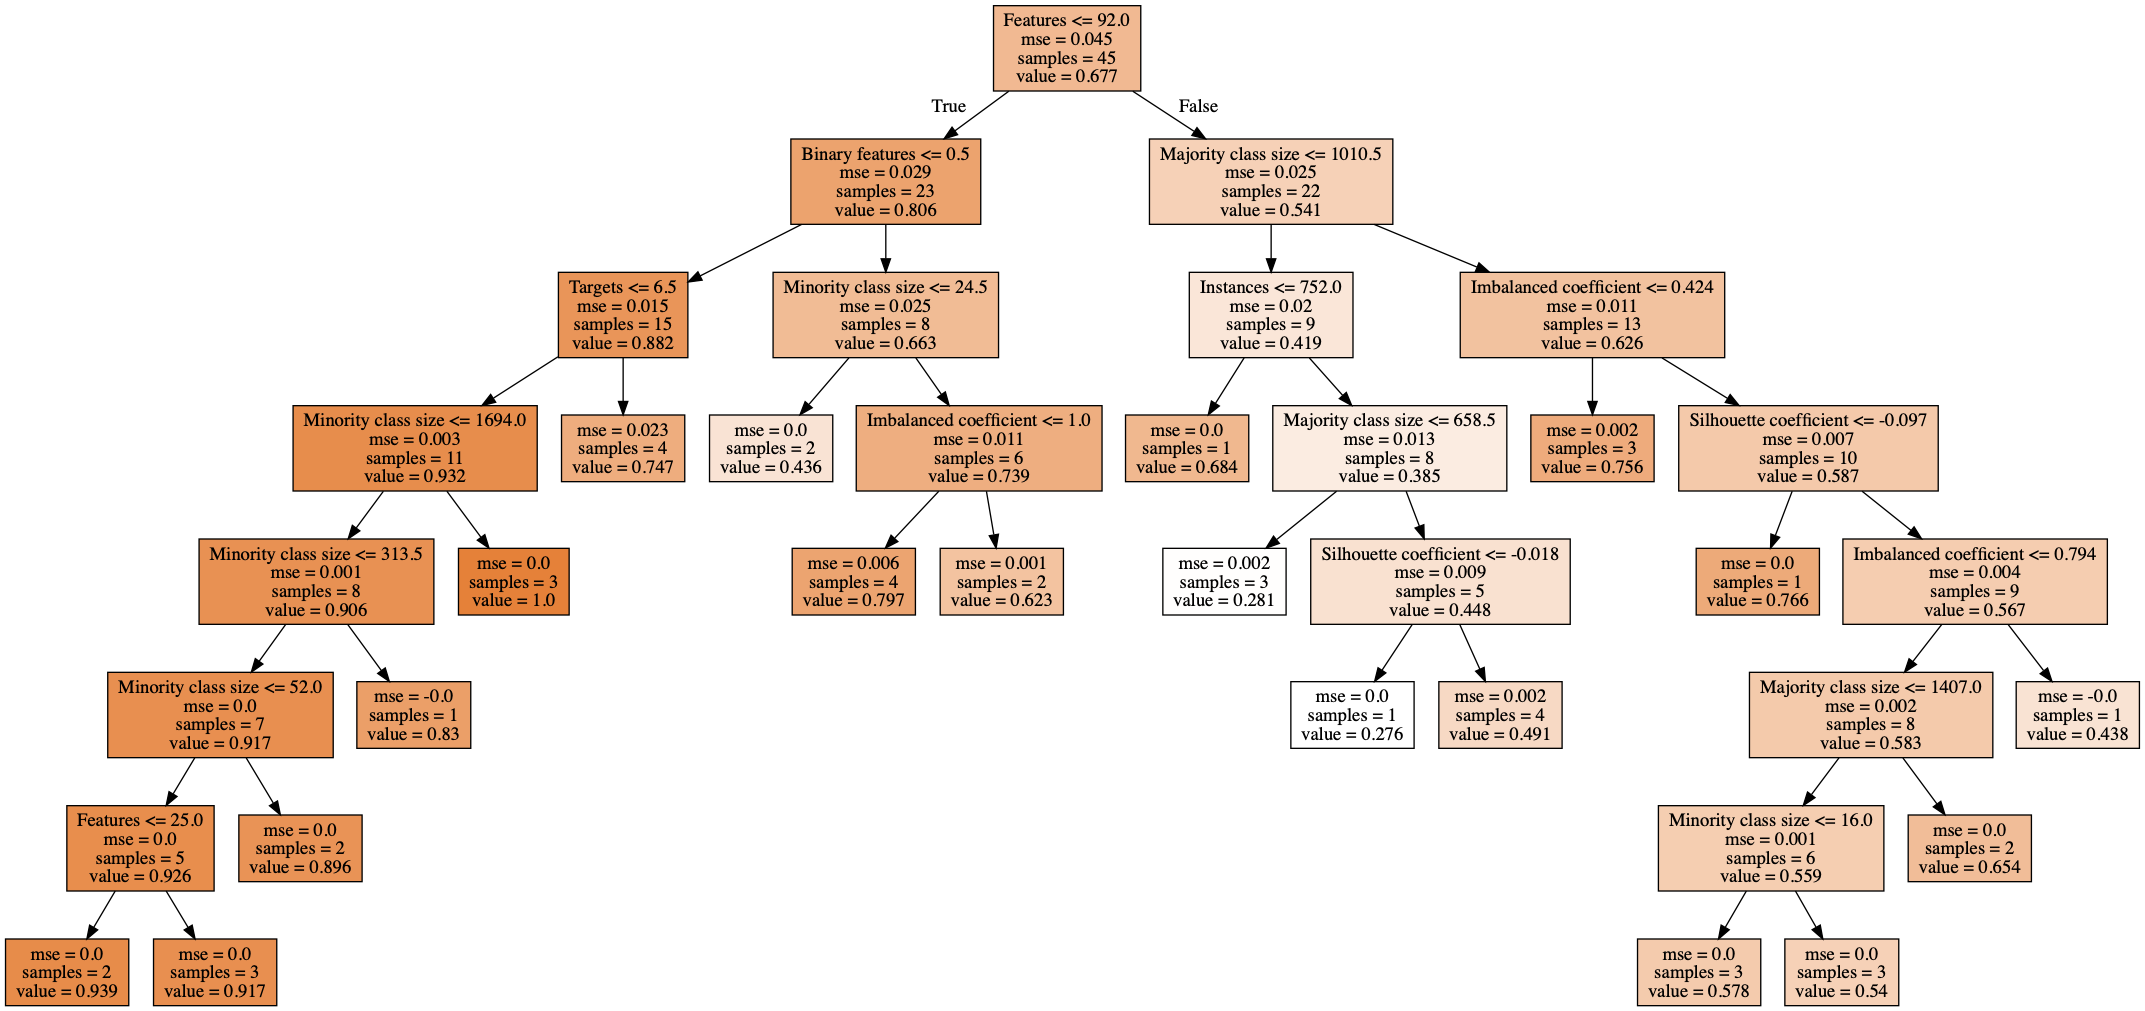 Features <= 92.0
mse = 0.045
samples = 45
value = 0.677
True
False
Binary features <= 0.5
mse = 0.029
samples = 23
value = 0.806
Majority class size <= 1010.5
mse = 0.025
samples = 22
value = 0.541
Targets <= 6.5
mse = 0.015
samples = 15
value = 0.882
Minority class size <= 24.5
mse = 0.025
samples = 8
value = 0.663
Instances <= 752.0
mse = 0.02
samples = 9
value = 0.419
Imbalanced coefficient <= 0.424
mse = 0.011
samples = 13
value = 0.626
Minority class size <= 1694.0
mse = 0.003
samples = 11
value = 0.932
mse = 0.023
samples = 4
value = 0.747
mse = 0.0
samples = 2
value = 0.436
Imbalanced coefficient <= 1.0
mse = 0.011
samples = 6
value = 0.739
mse = 0.0
samples = 1
value = 0.684
Majority class size <= 658.5
mse = 0.013
samples = 8
value = 0.385
mse = 0.002
samples = 3
value = 0.756
Silhouette coefficient <= -0.097
mse = 0.007
samples = 10
value = 0.587
Minority class size <= 313.5
mse = 0.001
samples = 8
value = 0.906
mse = 0.0
samples = 3
value = 1.0
mse = 0.006
samples = 4
value = 0.797
mse = 0.001
samples = 2
value = 0.623
mse = 0.002
samples = 3
value = 0.281
Silhouette coefficient <= -0.018
mse = 0.009
samples = 5
value = 0.448
mse = 0.0
samples = 1
value = 0.766
Imbalanced coefficient <= 0.794
mse = 0.004
samples = 9
value = 0.567
Minority class size <= 52.0
mse = 0.0
samples = 7
value = 0.917
mse = -0.0
samples = 1
value = 0.83
mse = 0.0
samples = 1
value = 0.276
mse = 0.002
samples = 4
value = 0.491
Majority class size <= 1407.0
mse = 0.002
samples = 8
value = 0.583
mse = -0.0
samples = 1
value = 0.438
Features <= 25.0
mse = 0.0
samples = 5
value = 0.926
mse = 0.0
samples = 2
value = 0.896
Minority class size <= 16.0
mse = 0.001
samples = 6
value = 0.559
mse = 0.0
samples = 2
value = 0.654
mse = 0.0
samples = 2
value = 0.939
mse = 0.0
samples = 3
value = 0.917
mse = 0.0
samples = 3
value = 0.578
mse = 0.0
samples = 3
value = 0.54